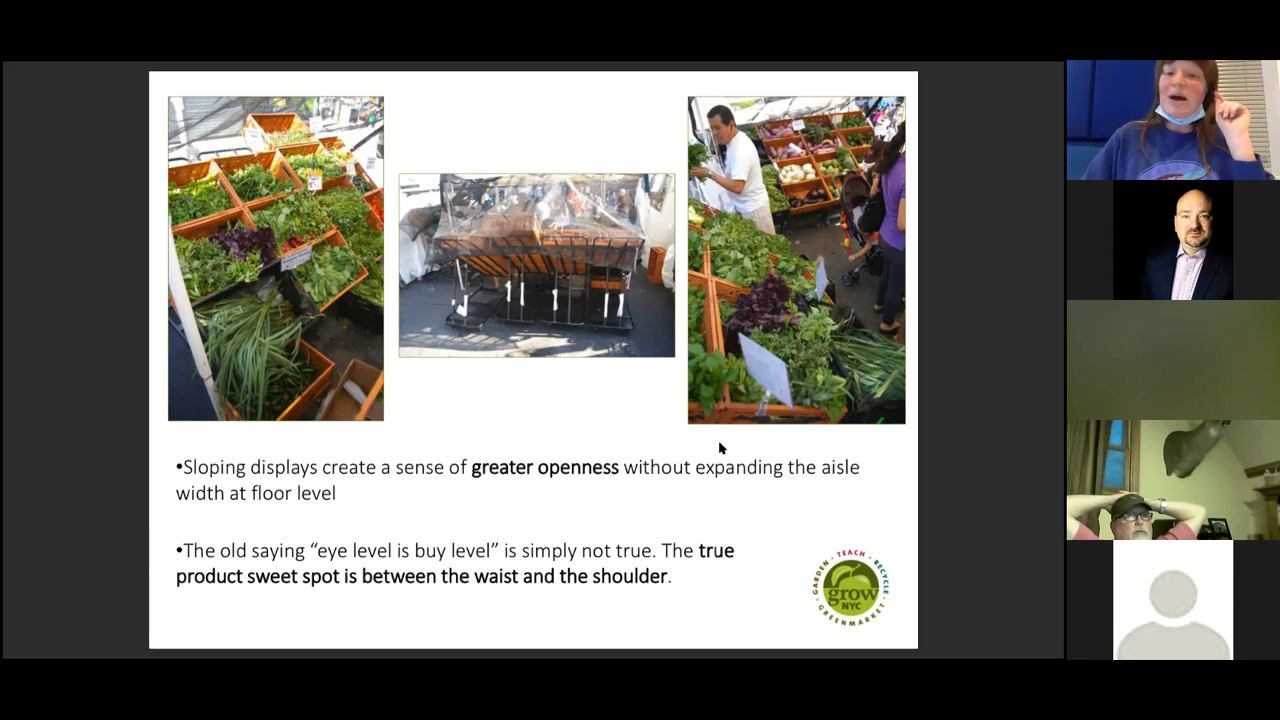 •Sloping displays create a sense of greater openness without expanding the aisle
width at floor level
•The old saying “eye level is buy level” is simply not true. The true
product sweet spot is between the waist and the shoulder.
GARDEN • TEACH • RECYCLE
grow
NYC
• GREENMARKET •